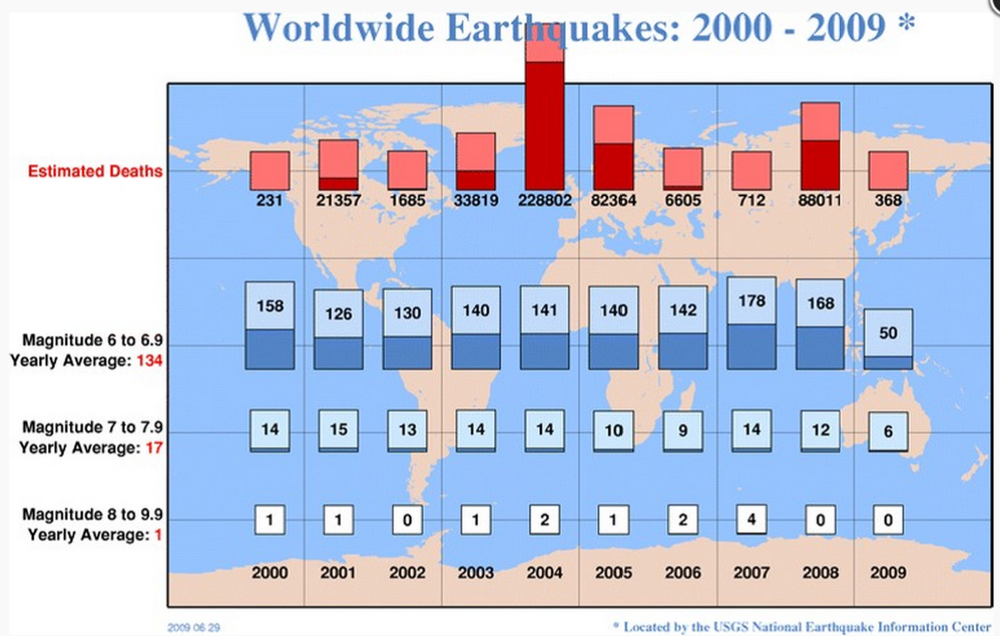 Worldwide Earthquakes: 2000 - 2009 *
Estimated Deaths
231 21357 1685 33819 228802 82364 6605 712 88011 368
158 126 130 140 141 140 142 178 168 50
Magnitude 6 to 6.9
Yearly Average: 134
14 15 13 14 14 10 9 14 12 6
Magnitude 7 to 7.9
Yearly Average: 17
1 1 0 1 2 1 2 4 0 0
Magnitude 8 to 9.9
Yearly Average: 1
2000 2001 2002 2003 2004 2005 2006 2007 2008 2009
2009 06 29
* Located by the USGS National Earthquake Information Center